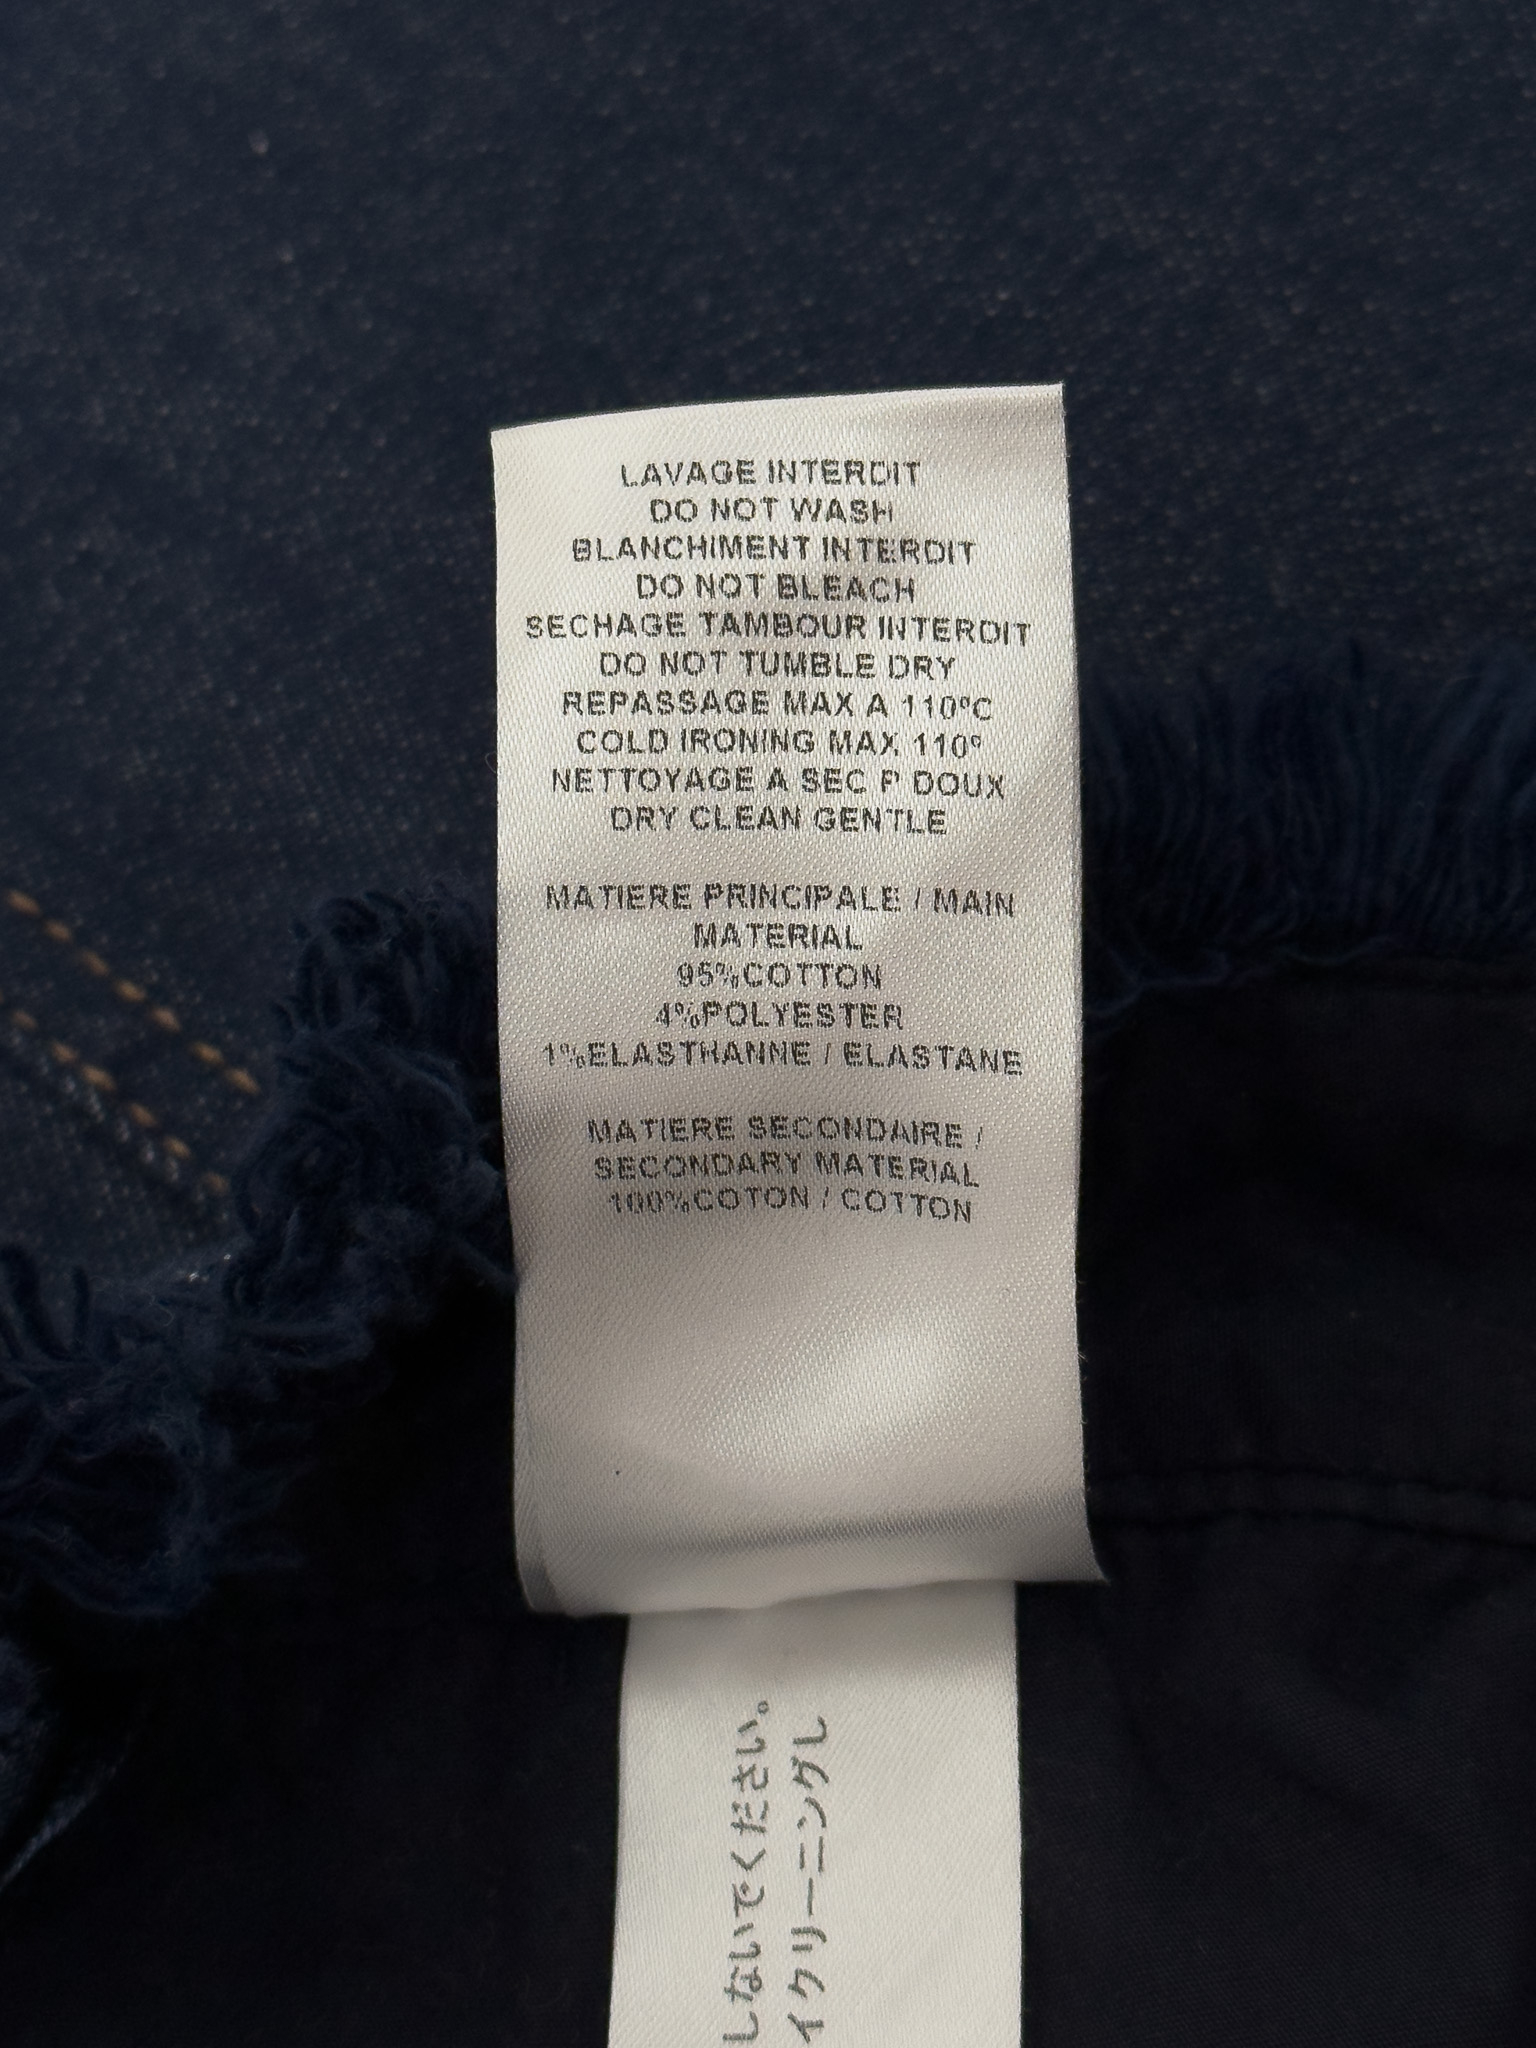 LAVAGE INTERDIT
DO NOT WASH
BLANCHIMENT INTERDIT
DO NOT BLEACH
SECHAGE TAMBOUR INTERDIT
DO NOT TUMBLE DRY
REPASSAGE MAX A 110°C
COLD IRONING MAX 110°
NETTOYAGE A SEC P DOUX
DRY CLEAN GENTLE
MATIERE PRINCIPALE / MAIN
MATERIAL
95%COTTON
4%POLYESTER
1%ELASTHANNE / ELASTANE
MATIERE SECONDAIRE /
SECONDARY MATERIAL
100%COTON / COTTON
しないでください。
イクリーニングし